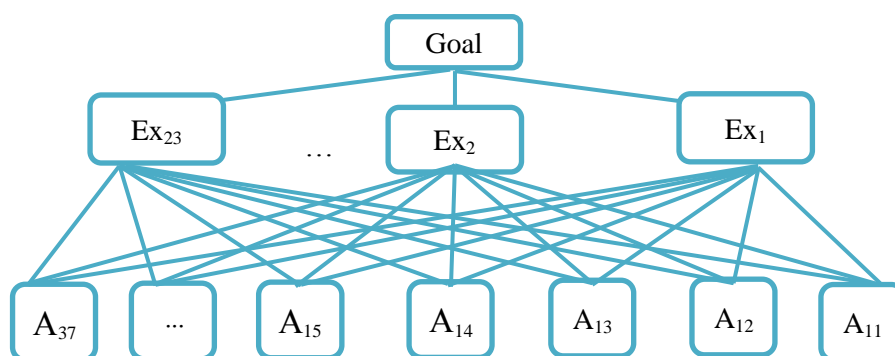 Goal
Ex₂₃ … Ex₂ Ex₁
A₃₇ ... A₁₅ A₁₄ A₁₃ A₁₂ A₁₁